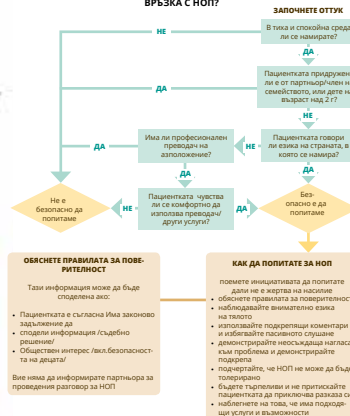 ВРЪЗКА С НОП?
ЗАПОЧНЕТЕ ОТТУК
В тиха и спокойна среда
ли се намирате?
НЕ
ДА
Пациентката придружена
ли е от партньор/член на
семейството, или дете на
възраст над 2 г?
ДА
НЕ
Пациентката говори
ли езика на страната, в
която се намира?
НЕ
Има ли професионален
преводач на
азположение?
ДА
ДА
ДА
Пациентката чувства
ли се комфортно да
използва преводач/
други услуги?
НЕ
ДА
Не е
безопасно да
попитаме
Без-
опасно е да
попитаме
ОБЯСНЕТЕ ПРАВИЛАТА ЗА ПОВЕ-
РИТЕЛНОСТ
Тази информация може да бъде
споделена ако:
• Пациентката е съгласна Има законово
задължение да
• сподели информация /съдебно
решение/
• Обществен интерес /вкл.безопасност-
та на децата/
Вие няма да информирате партньора за
проведения разговор за НОП
КАК ДА ПОПИТАТЕ ЗА НОП
поемете инициативата да попитате
дали не е жертва на насилие
• обяснете правилата за поверителност
• наблюдавайте внимателно езика
на тялото
• използвайте подкрепящи коментари
и избягвайте пасивното слушане
• демонстрирайте неосъждаща нагласа
към проблема и демонстрирайте
подкрепа
• подчертайте, че НОП не може да бъде
толерирано
• бъдете търпеливи и не притискайте
пациентката да приключва разказа си
• наблегнете на това, че има подходя-
щи услуги и възможности